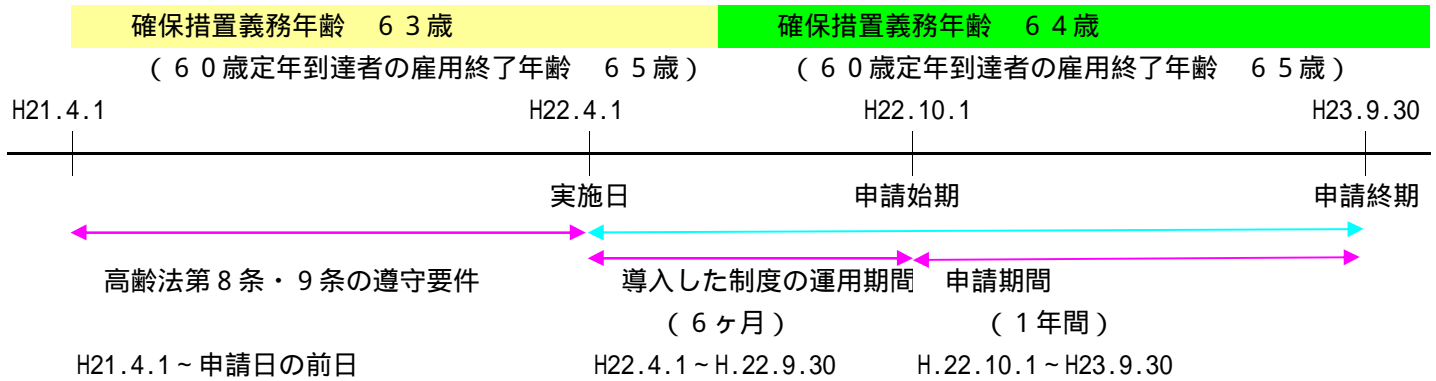 確保措置義務年齢　６３歳　　確保措置義務年齢　６４歳
（６０歳定年到達者の雇用終了年齢　６５歳）　（６０歳定年到達者の雇用終了年齢　６５歳）
H21.4.1　H22.4.1　H22.10.1　H23.9.30
実施日　申請始期　申請終期
高齢法第８条・９条の遵守要件　導入した制度の運用期間　申請期間
（６ヶ月）　（１年間）
H21.4.1～申請日の前日　H22.4.1～H.22.9.30　H.22.10.1～H23.9.30